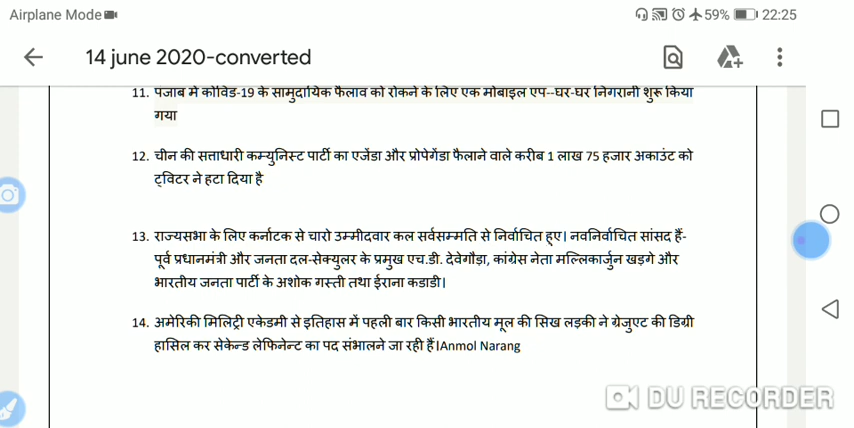 Airplane Mode 59% 22:25
14 june 2020-converted
11. पंजाब में कोविड-19 के सामुदायिक फैलाव को रोकने के लिए एक मोबाइल एप--घर-घर निगरानी शुरू किया
गया
12. चीन की सत्ताधारी कम्युनिस्ट पार्टी का एजेंडा और प्रोपेगेंडा फैलाने वाले करीब 1 लाख 75 हजार अकाउंट को
ट्विटर ने हटा दिया है
13. राज्यसभा के लिए कर्नाटक से चारो उम्मीदवार कल सर्वसम्मति से निर्वाचित हूए। नवनिर्वाचित सांसद हैं-
पूर्व प्रधानमंत्री और जनता दल-सेक्युलर के प्रमुख एच.डी. देवेगौड़ा, कांग्रेस नेता मल्लिकार्जुन खड़गे और
भारतीय जनता पार्टी के अशोक गस्ती तथा ईराना कडाडी।
14. अमेरिकी मिलिट्री एकेडमी से इतिहास में पहली बार किसी भारतीय मूल की सिख लड़की ने ग्रेजुएट की डिग्री
हासिल कर सेकेन्ड लेफिनेन्ट का पद संभालने जा रही हैं।Anmol Narang
DU RECORDER